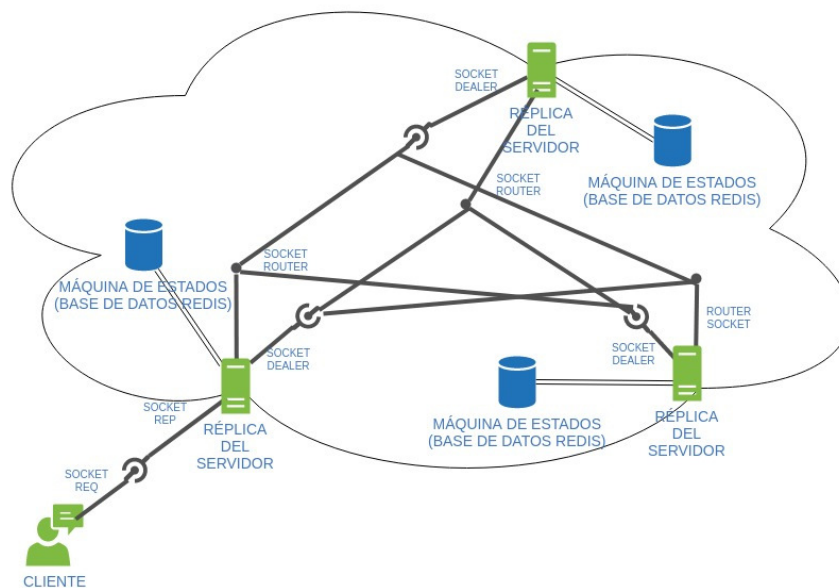 SOCKET
DEALER
RÉPLICA
DEL
SERVIDOR
MÁQUINA DE ESTADOS
(BASE DE DATOS REDIS)
SOCKET
ROUTER
SOCKET
ROUTER
MÁQUINA DE ESTADOS
(BASE DE DATOS REDIS)
ROUTER
SOCKET
SOCKET
DEALER
SOCKET
DEALER
SOCKET
REP
RÉPLICA
DEL
SERVIDOR
MÁQUINA DE ESTADOS
(BASE DE DATOS REDIS)
RÉPLICA
DEL
SERVIDOR
SOCKET
REQ
CLIENTE